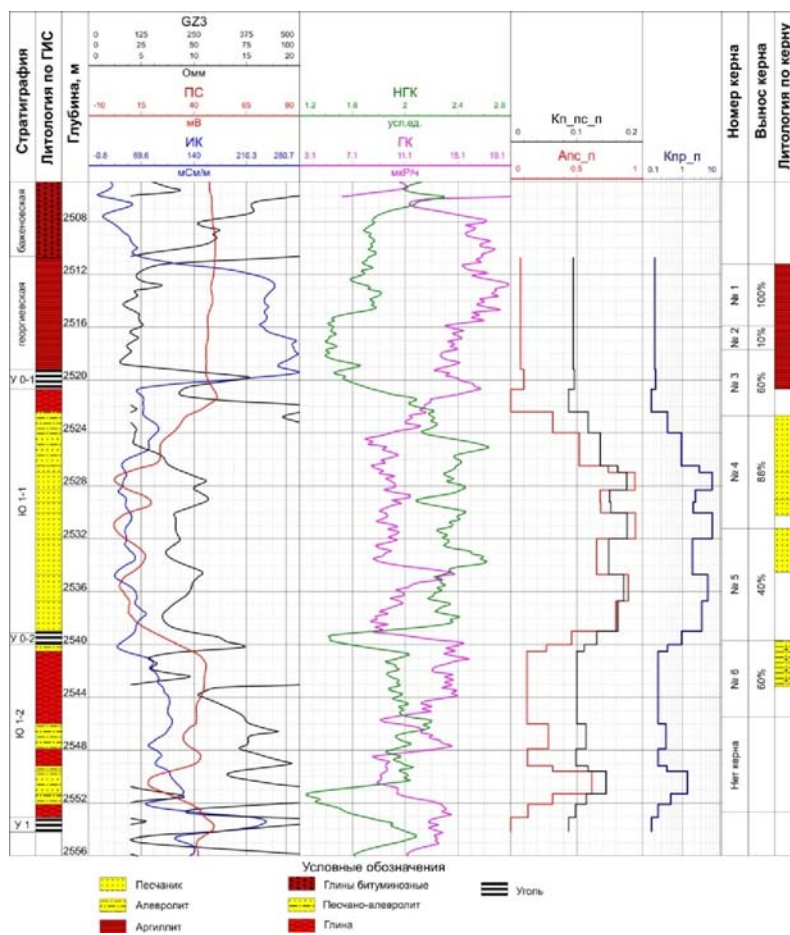 Стратиграфия
Литология по ГИС
Глубина, м
GZ3
0 125 250 375 500
0 25 50 75 100
0 5 10 15 20
Омм
ПС
-10 15 40 65 90
мВ
ИК
-0.8 69.6 140 210.3 280.7
мСм/м
НГК
1.2 1.6 2 2.4 2.8
усл.ед.
ГК
3.1 7.1 11.1 15.1 19.1
мкР/ч
Кп_пс_п
0 0.1 0.2
Апс_п
0 0.5 1
Кпр_п
0.1 1 10
Номер керна
Вынос керна
Литология по керну
баженовская
георгиевская
У 0-1
Ю 1-1
У 0-2
Ю 1-2
У 1
2508
2512
2516
2520
2524
2528
2532
2536
2540
2544
2548
2552
2556
№ 1
100%
№ 2
10%
№ 3
60%
№ 4
88%
№ 5
40%
№ 6
60%
Нет керна
Условные обозначения
Песчаник
Глины битуминозные
Уголь
Алевролит
Песчано-алевролит
Аргиллит
Глина